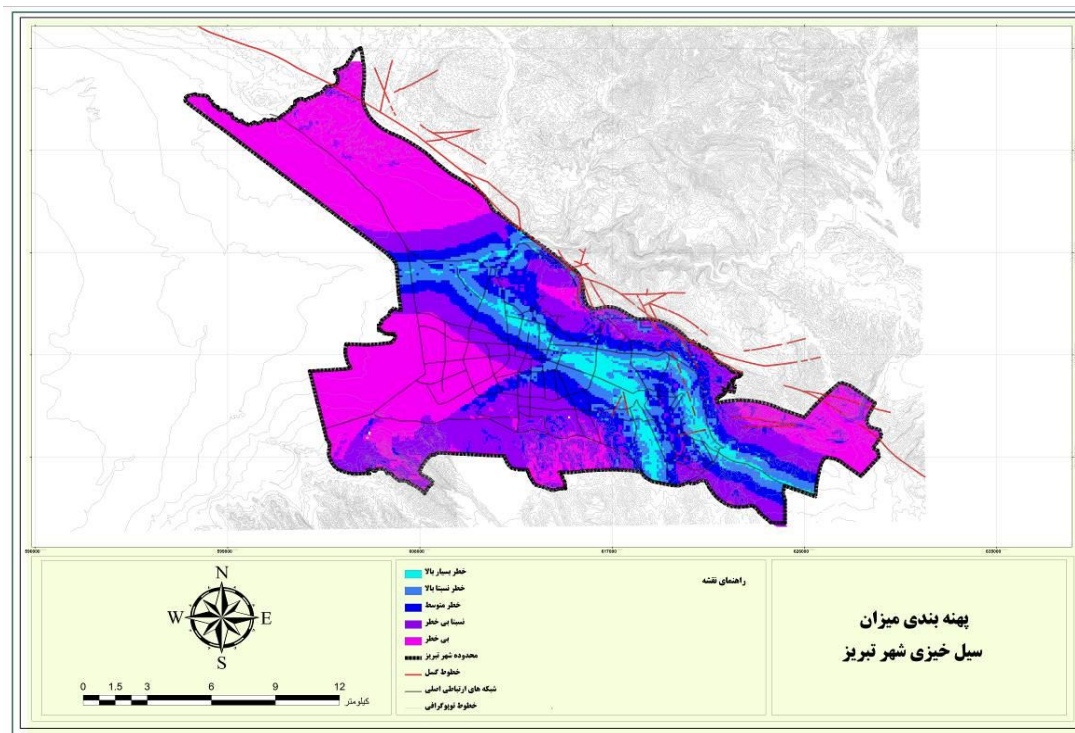 N
W
E
S
0 1.5 3 6 9 12
کیلومتر
راهنمای نقشه
خطر بسیار بالا
خطر نسبتا بالا
خطر متوسط
نسبتا بی خطر
بی خطر
محدوده شهر تبریز
خطوط گسل
شبکه های ارتباطی اصلی
خطوط توپوگرافی
پهنه بندی میزان
سیل خیزی شهر تبریز